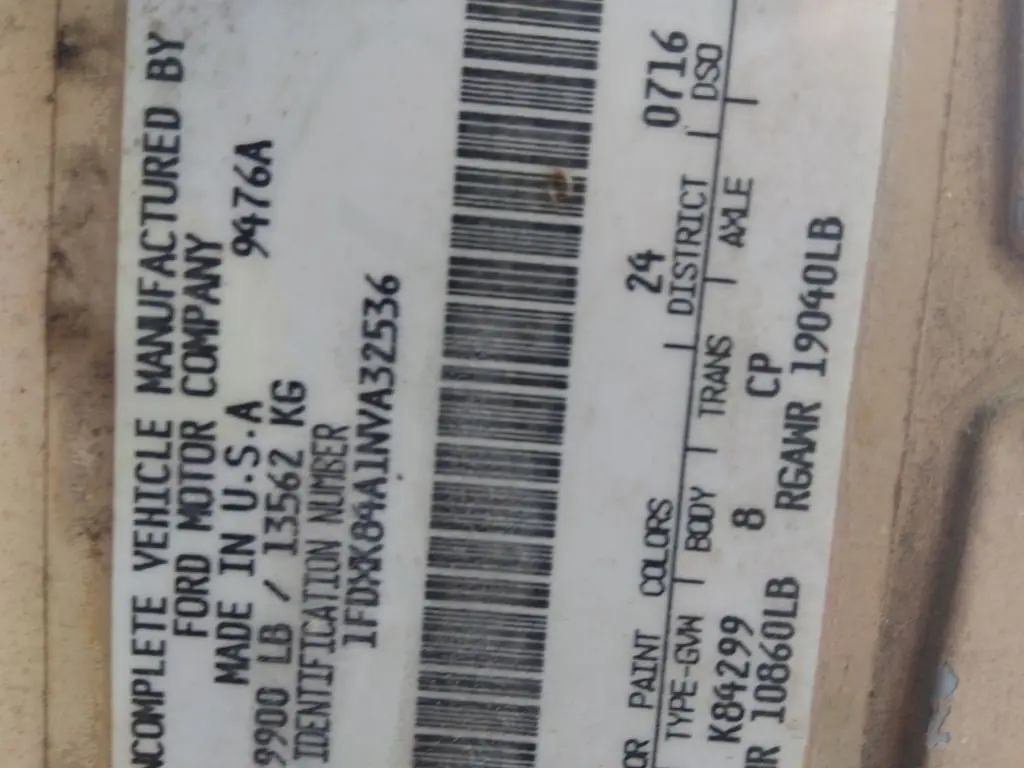 NCOMPLETE VEHICLE MANUFACTURED BY
FORD MOTOR COMPANY
MADE IN U.S.A 9476A
9900 LB / 13562 KG
IDENTIFICATION NUMBER
1FDXK84A1NVA32536
24 0716
OR PAINT COLORS DISTRICT DSO
TYPE-GVW BODY TRANS AXLE
K84299 8 CP
R 10860LB RGAWR 19040LB